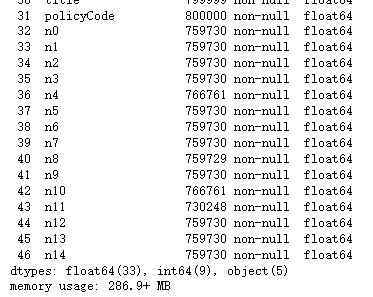 30 title 799999 non-null float64
31 policyCode 800000 non-null float64
32 n0 759730 non-null float64
33 n1 759730 non-null float64
34 n2 759730 non-null float64
35 n3 759730 non-null float64
36 n4 766761 non-null float64
37 n5 759730 non-null float64
38 n6 759730 non-null float64
39 n7 759730 non-null float64
40 n8 759729 non-null float64
41 n9 759730 non-null float64
42 n10 766761 non-null float64
43 n11 730248 non-null float64
44 n12 759730 non-null float64
45 n13 759730 non-null float64
46 n14 759730 non-null float64
dtypes: float64(33), int64(9), object(5)
memory usage: 286.9+ MB